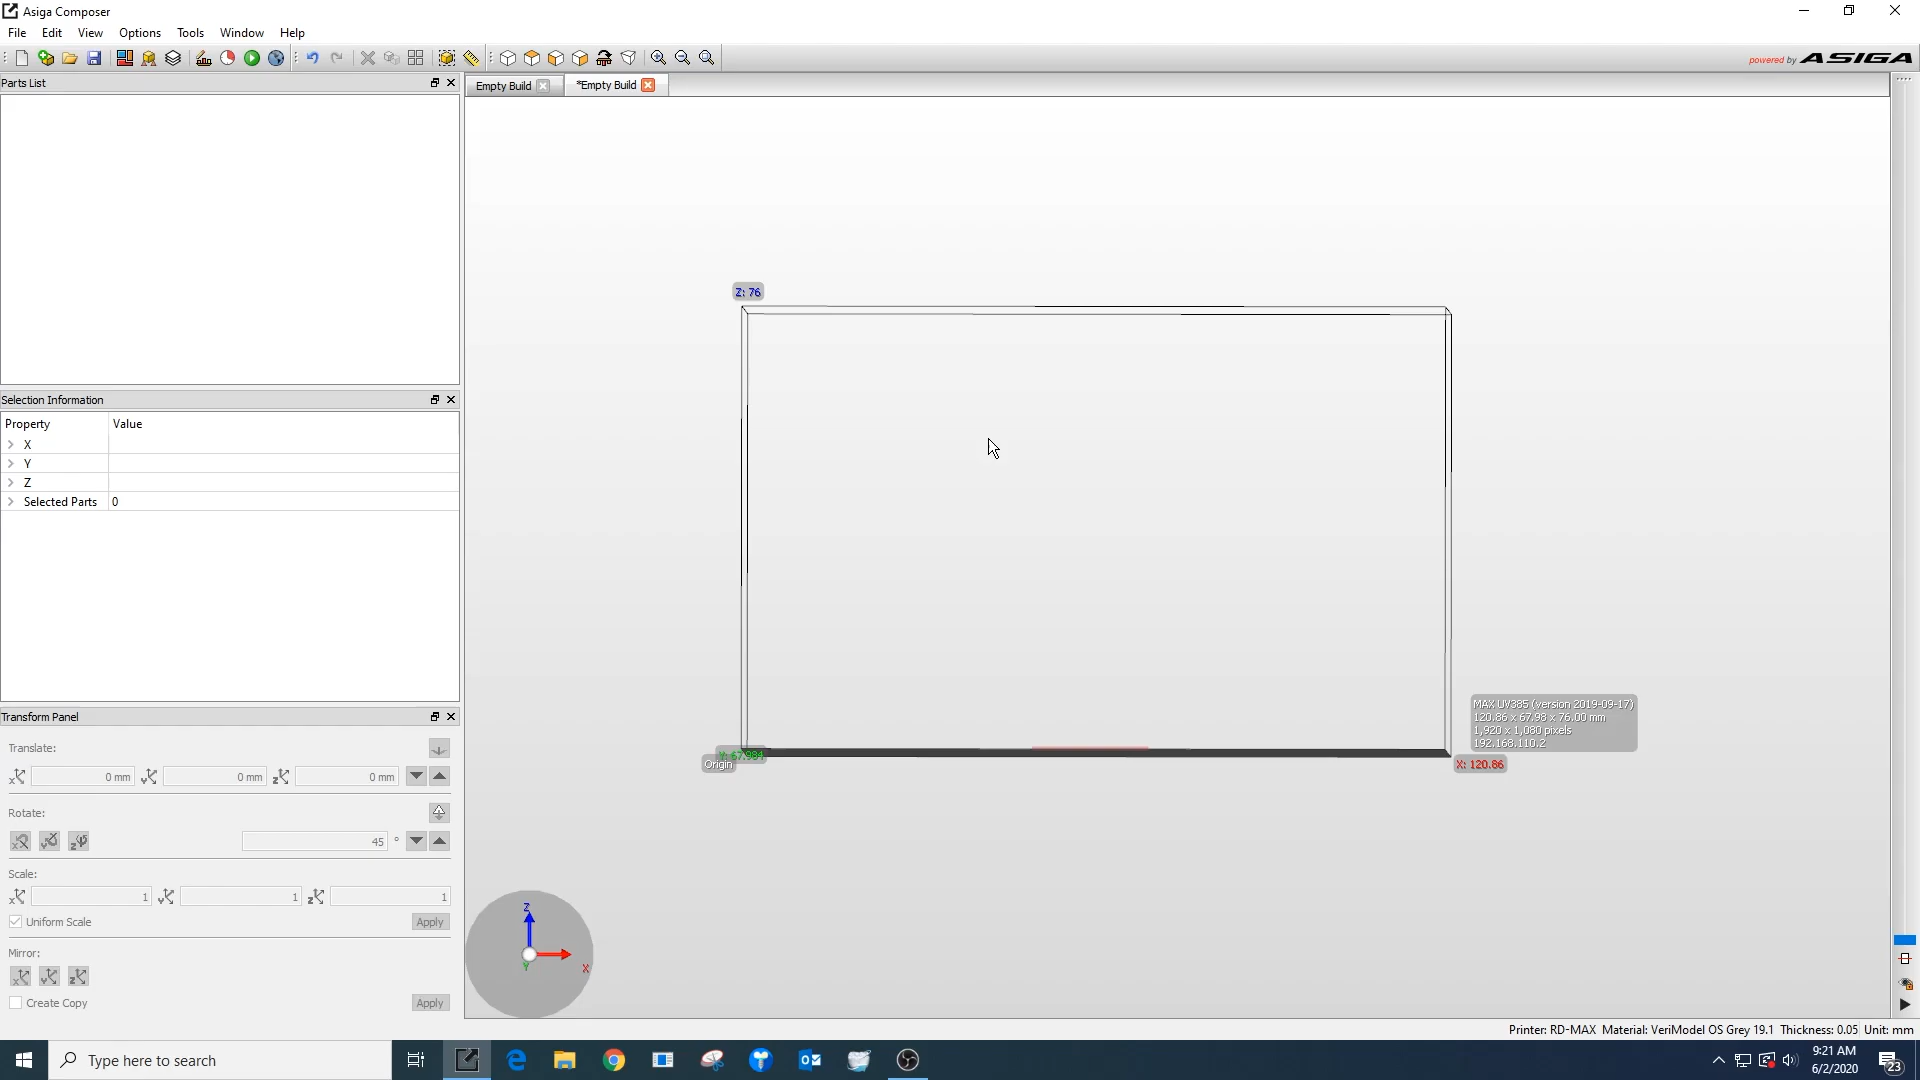 Asiga Composer
File Edit View Options Tools Window Help
powered by ASIGA
Parts List
Empty Build
*Empty Build
Z: 76
Selection Information
Property Value
X
Y
Z
Selected Parts 0
MAX UV385 (version 2019-09-17)
120.86 x 67.98 x 76.00 mm
1,920 x 1,080 pixels
192.168.110.2
Y: 67.984
Origin
X: 120.86
Transform Panel
Translate:
X 0 mm Y 0 mm Z 0 mm
Rotate:
X Y Z 45 °
Scale:
X 1 Y 1 Z 1
Uniform Scale Apply
Mirror:
X Y Z
Create Copy Apply
Z
Y
X
Printer: RD-MAX Material: VeriModel OS Grey 19.1 Thickness: 0.05 Unit: mm
Type here to search
9:21 AM
6/2/2020
23